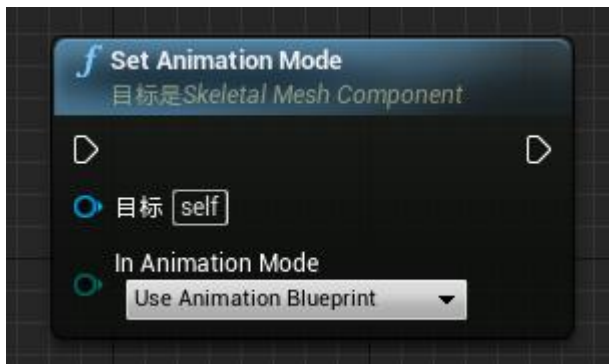 f Set Animation Mode
目标是Skeletal Mesh Component
目标 self
In Animation Mode
Use Animation Blueprint